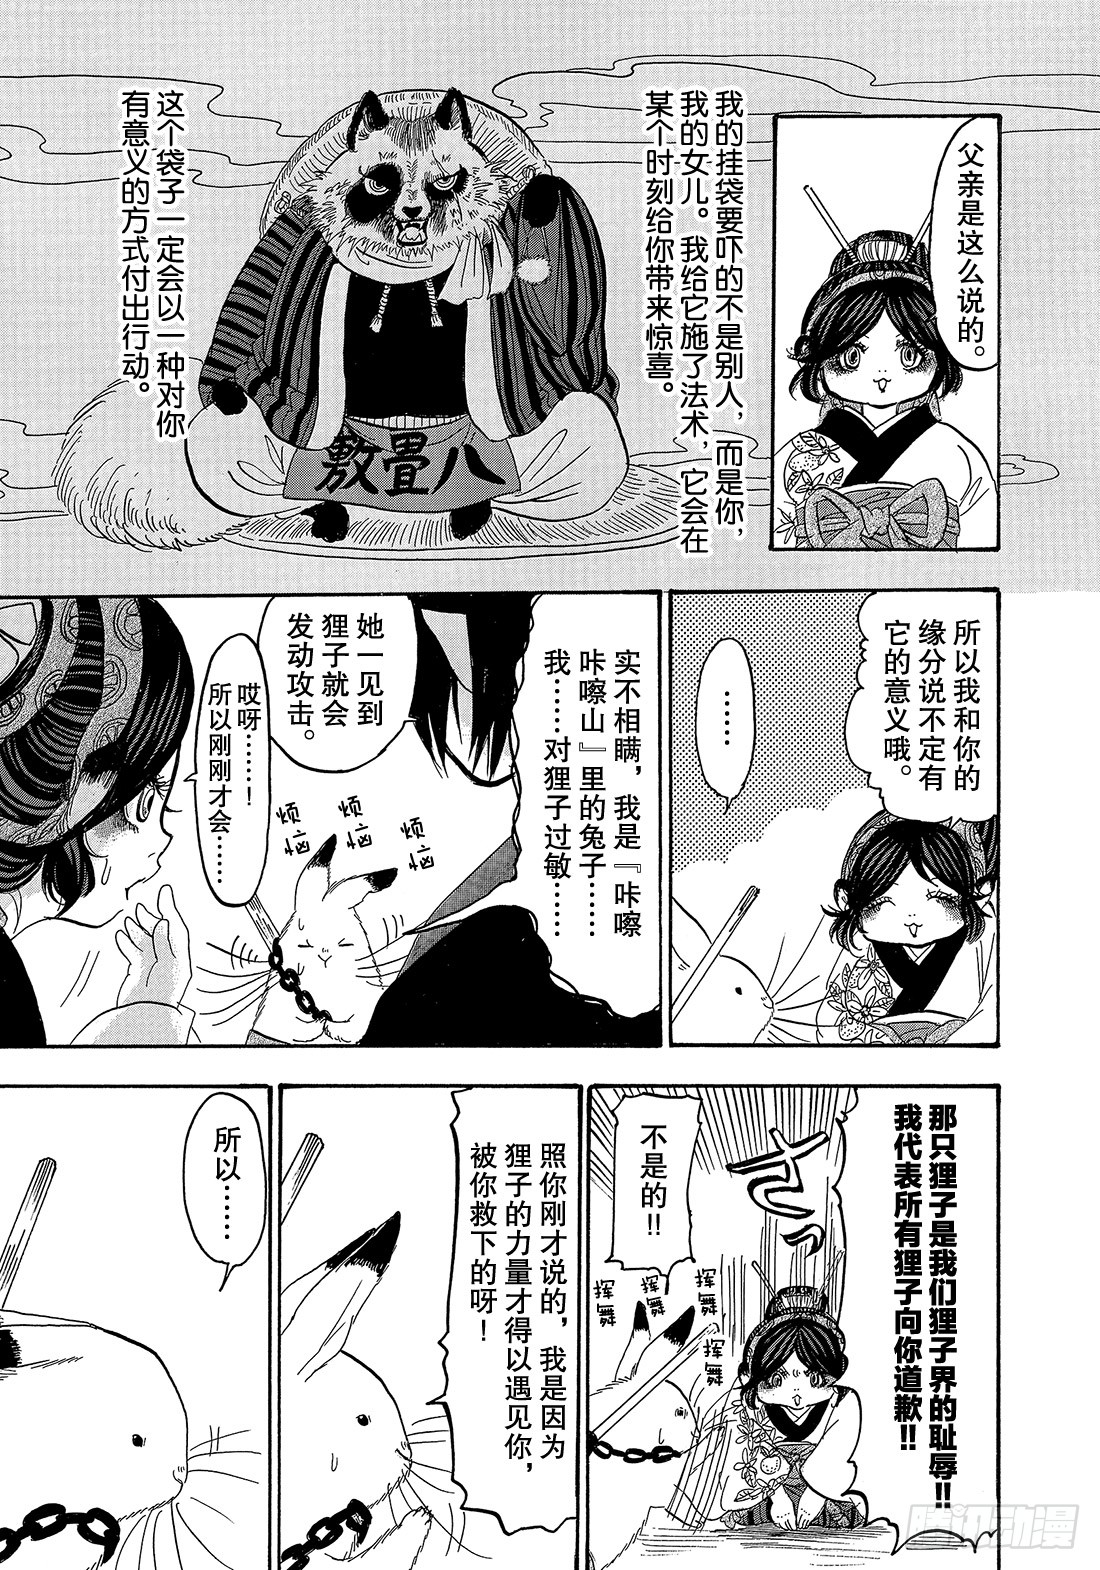 父亲是这么说的。
我的挂袋要吓的不是别人，而是你，
我的女儿。我给它施了法术，它会在
某个时刻给你带来惊喜。
敷畳八
这个袋子一定会以一种对你
有意义的方式付出行动。
所以我和你的
缘分说不定有
它的意义哦。
……
实不相瞒，我是『咔嚓
咔嚓山』里的兔子……
我……对狸子过敏……
她一见到
狸子就会
发动攻击。
烦恼
烦恼
烦恼
哎呀……！
所以刚刚才会……
那只狸子是我们狸子界的耻辱!!
我代表所有狸子向你道歉!!
さっ
不是的!!
挥舞
挥舞
挥舞
挥舞
照你刚才说的，我是因为
狸子的力量才得以遇见你，
被你救下的呀！
所以……
腾讯动漫